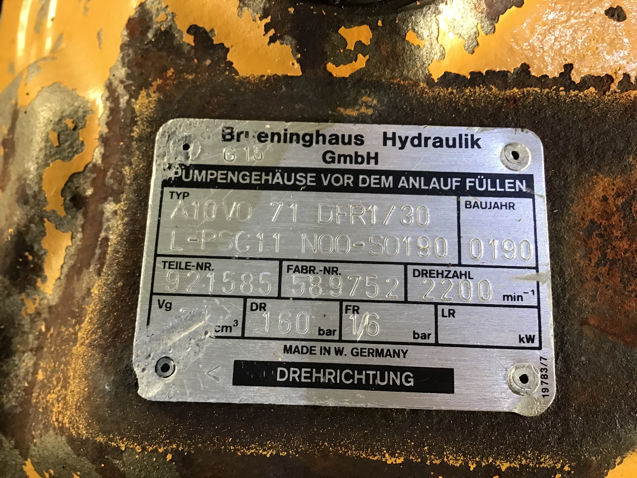 Brueninghaus Hydraulik
GmbH
G 13
PUMPENGEHÄUSE VOR DEM ANLAUF FÜLLEN
TYP
A10VO 71 DFR1/30
BAUJAHR
L-PSC11 N00-S0190 0190
TEILE-NR. FABR.-NR. DREHZAHL
921585 589752 2200 min⁻¹
Vg cm³ DR 160 bar FR 16 bar LR kW
MADE IN W. GERMANY
< DREHRICHTUNG
19783/7